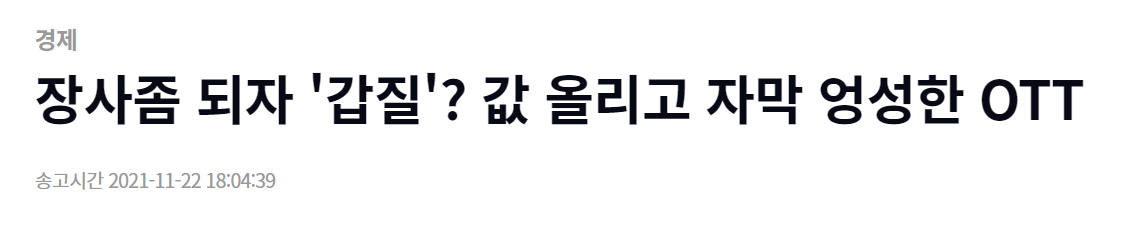 경제
장사좀 되자 '갑질'? 값 올리고 자막 엉성한 OTT
송고시간 2021-11-22 18:04:39